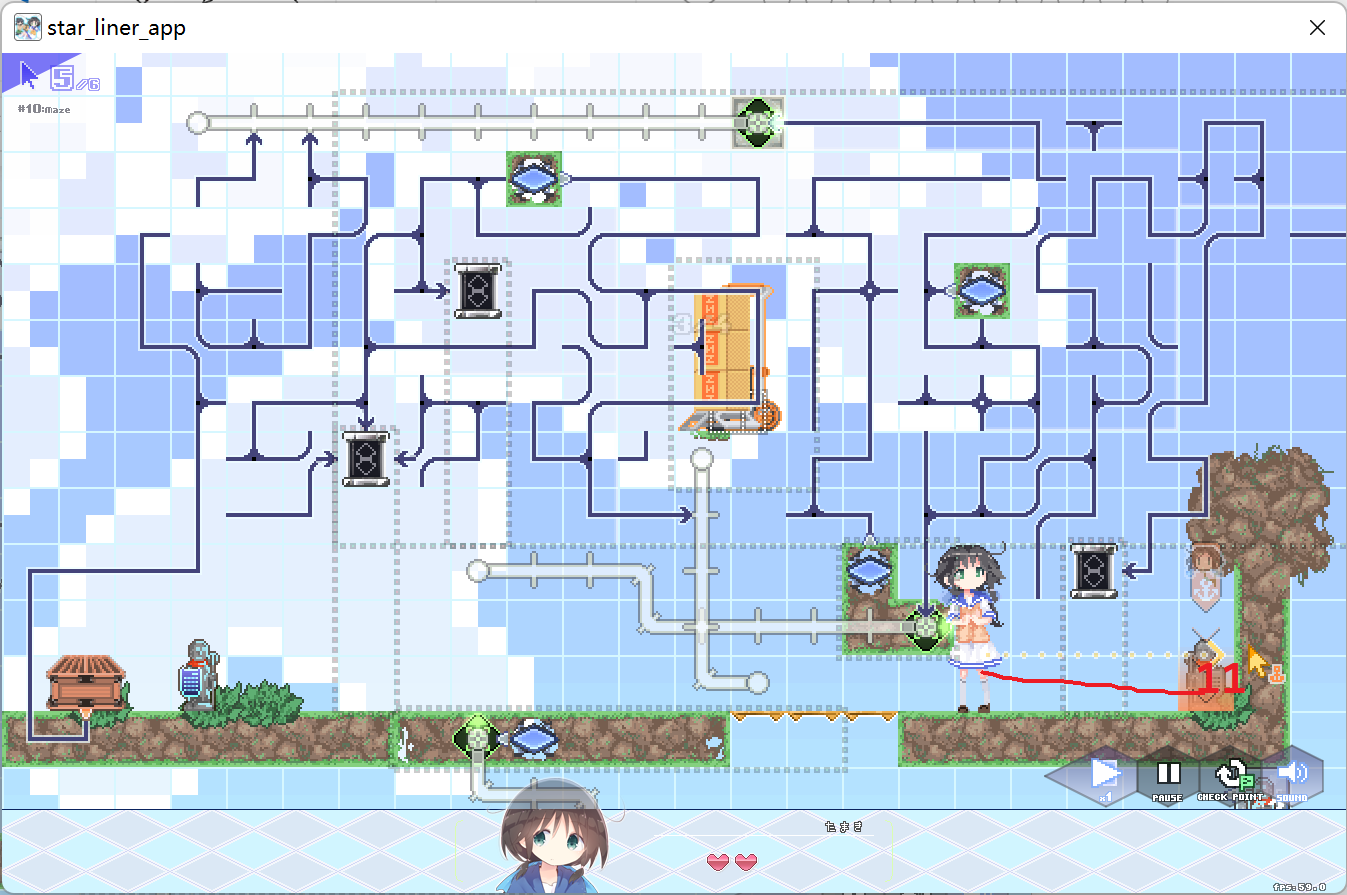 star_liner_app
5/6
#10:maze
3/4
11
x1
PAUSE
CHECK POINT
SOUND
たまき
fps:59.0